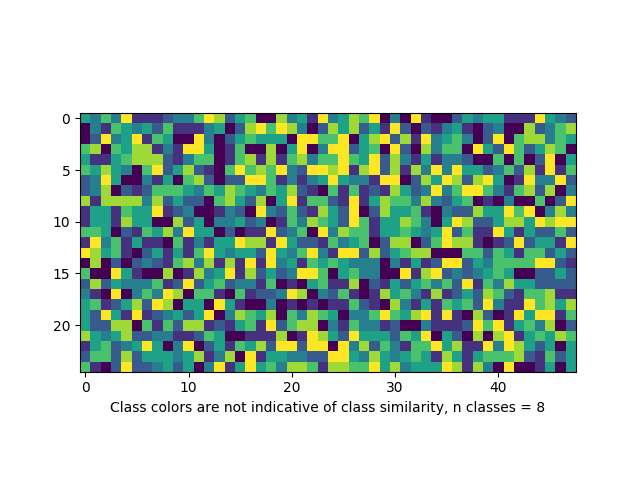 0
5
10
15
20
0 10 20 30 40
Class colors are not indicative of class similarity, n classes = 8